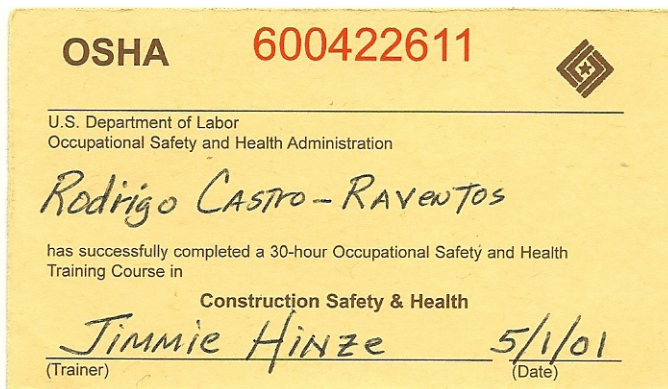 OSHA 600422611
U.S. Department of Labor
Occupational Safety and Health Administration
Rodrigo Castro-Raventos
has successfully completed a 30-hour Occupational Safety and Health
Training Course in
Construction Safety & Health
Jimmie Hinze 5/1/01
(Trainer) (Date)